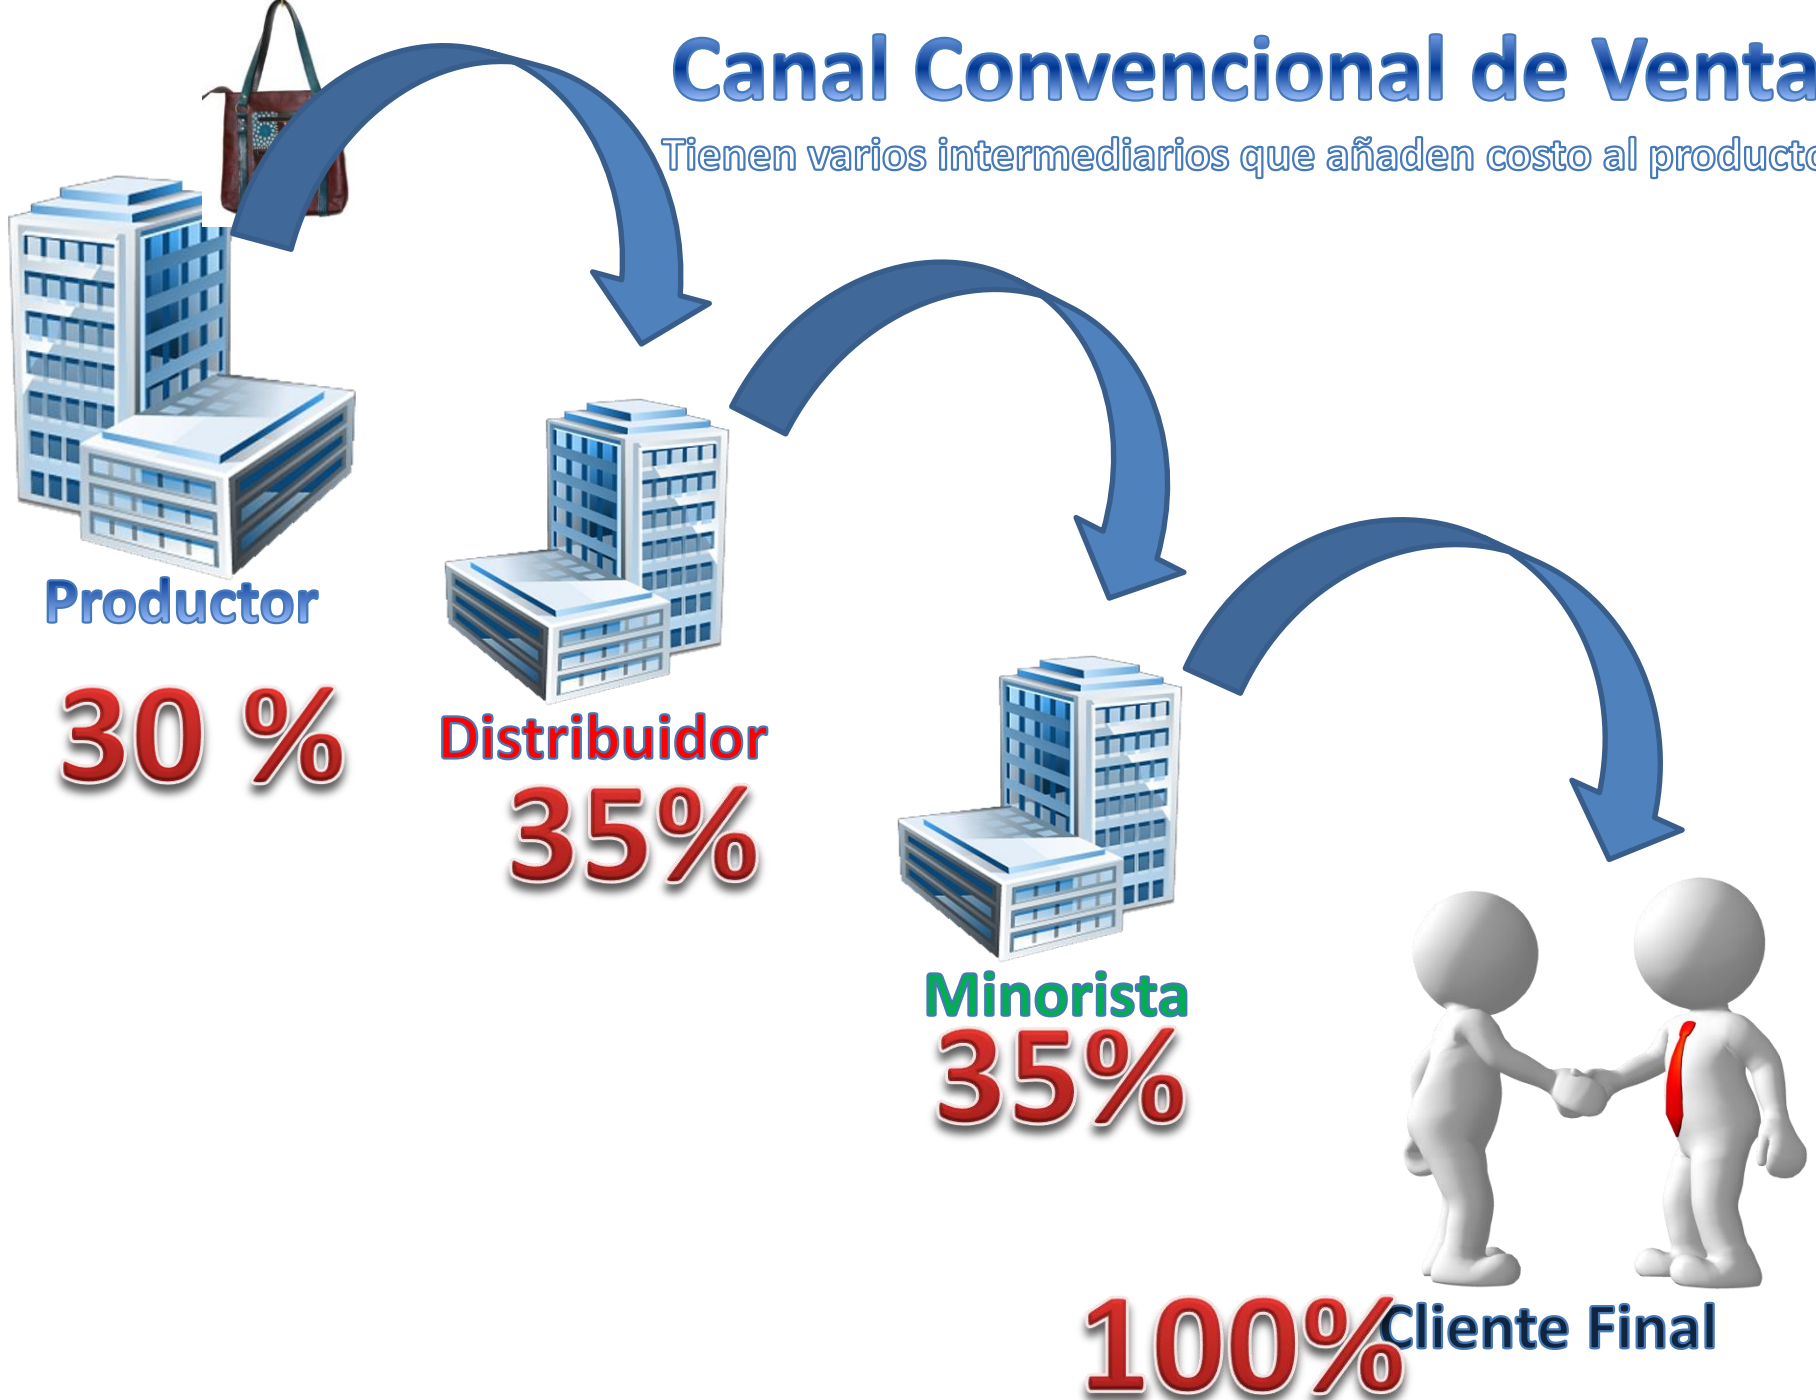 Canal Convencional de Venta
Tienen varios intermediarios que añaden costo al producto
Productor
30 %
Distribuidor
35%
Minorista
35%
100%
Cliente Final